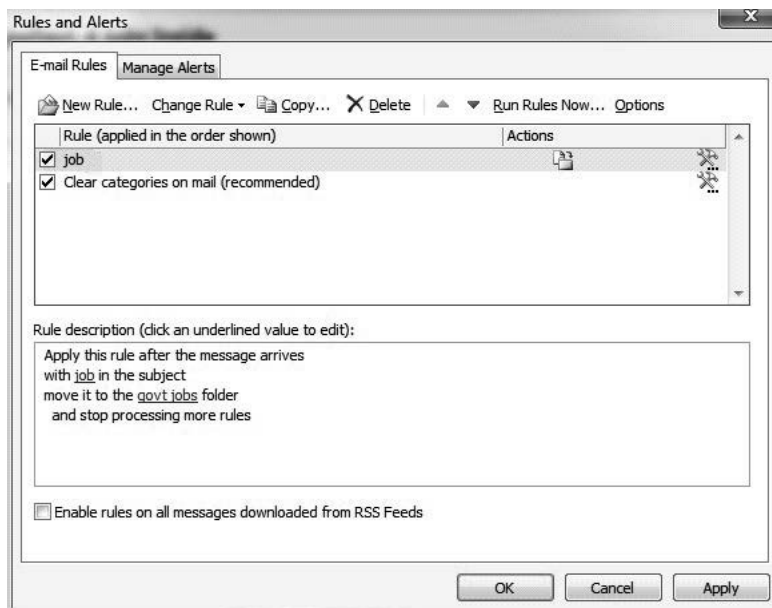 Rules and Alerts
E-mail Rules Manage Alerts
New Rule... Change Rule Copy... Delete Run Rules Now... Options
Rule (applied in the order shown) Actions
job
Clear categories on mail (recommended)
Rule description (click an underlined value to edit):
Apply this rule after the message arrives
with job in the subject
move it to the govt jobs folder
and stop processing more rules
Enable rules on all messages downloaded from RSS Feeds
OK Cancel Apply